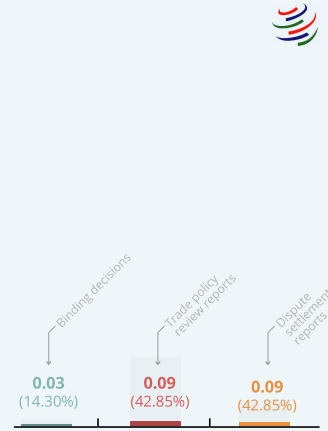 Binding decisions
Trade policy
review reports
Dispute
settlement
reports
0.03
(14.30%)
0.09
(42.85%)
0.09
(42.85%)